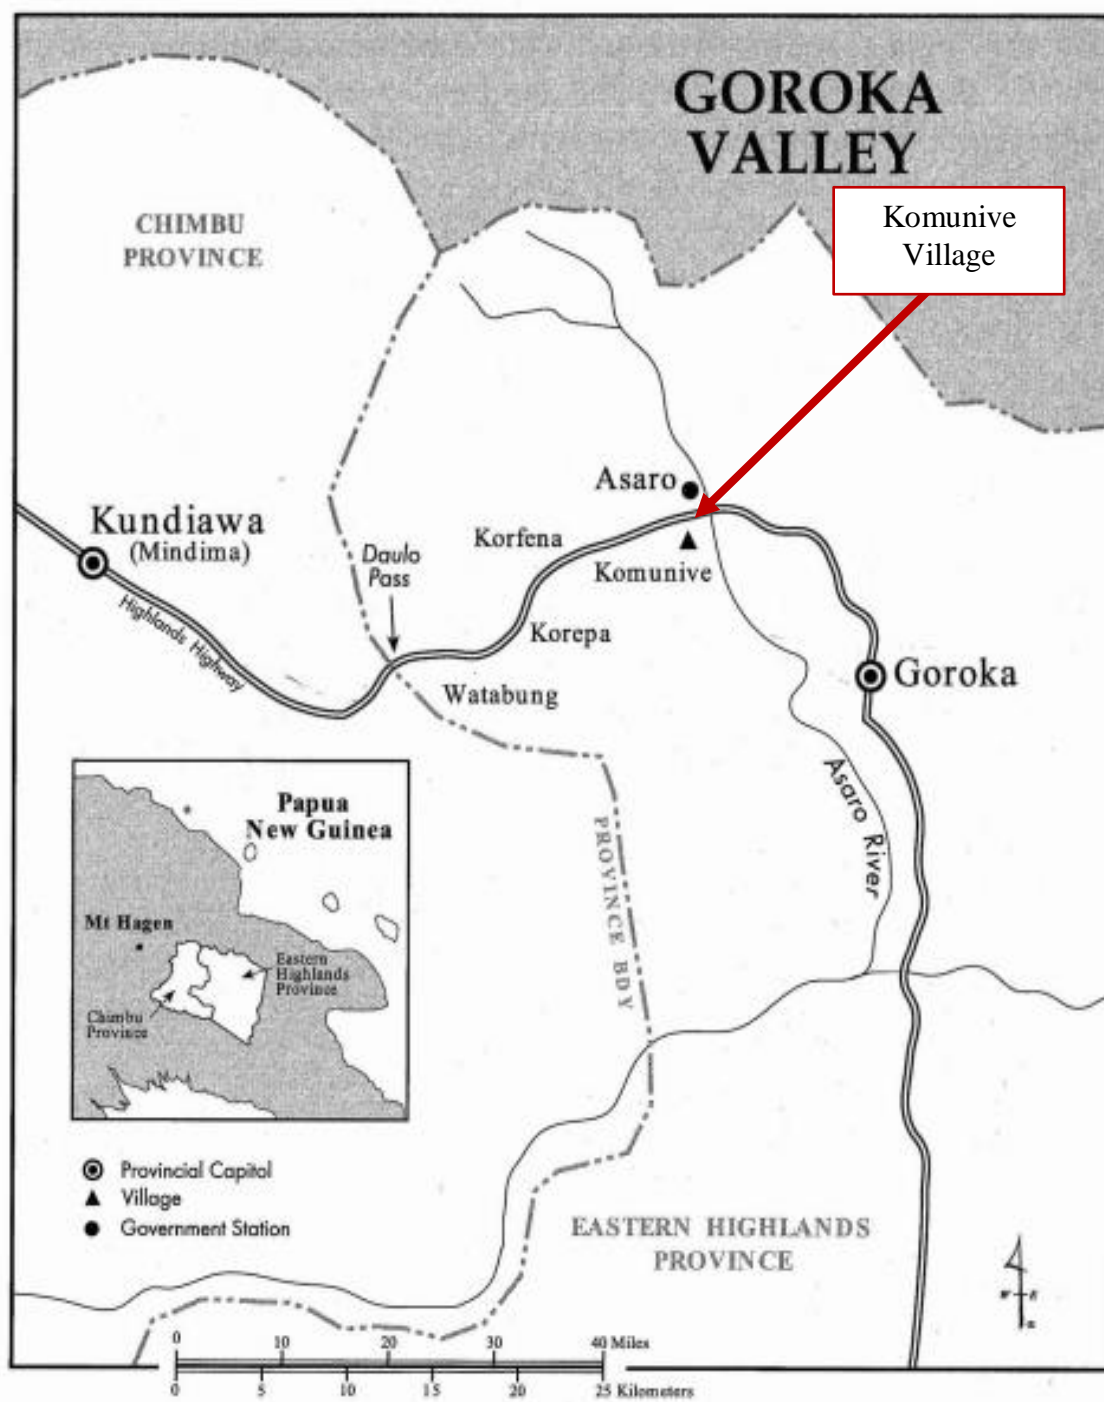 GOROKA
VALLEY
Komunive
Village
CHIMBU
PROVINCE
Asaro
Kundiawa
(Mindima)
Korfena
Daulo
Pass
Komunive
Highlands Highway
Korepa
Goroka
Watabung
Asaro River
PROVINCE BDY
Papua
New Guinea
Mt Hagen
Eastern
Highlands
Province
Chimbu
Province
Provincial Capitol
Village
Government Station
EASTERN HIGHLANDS
PROVINCE
W E
0 10 20 30 40 Miles
0 5 10 15 20 25 Kilometers